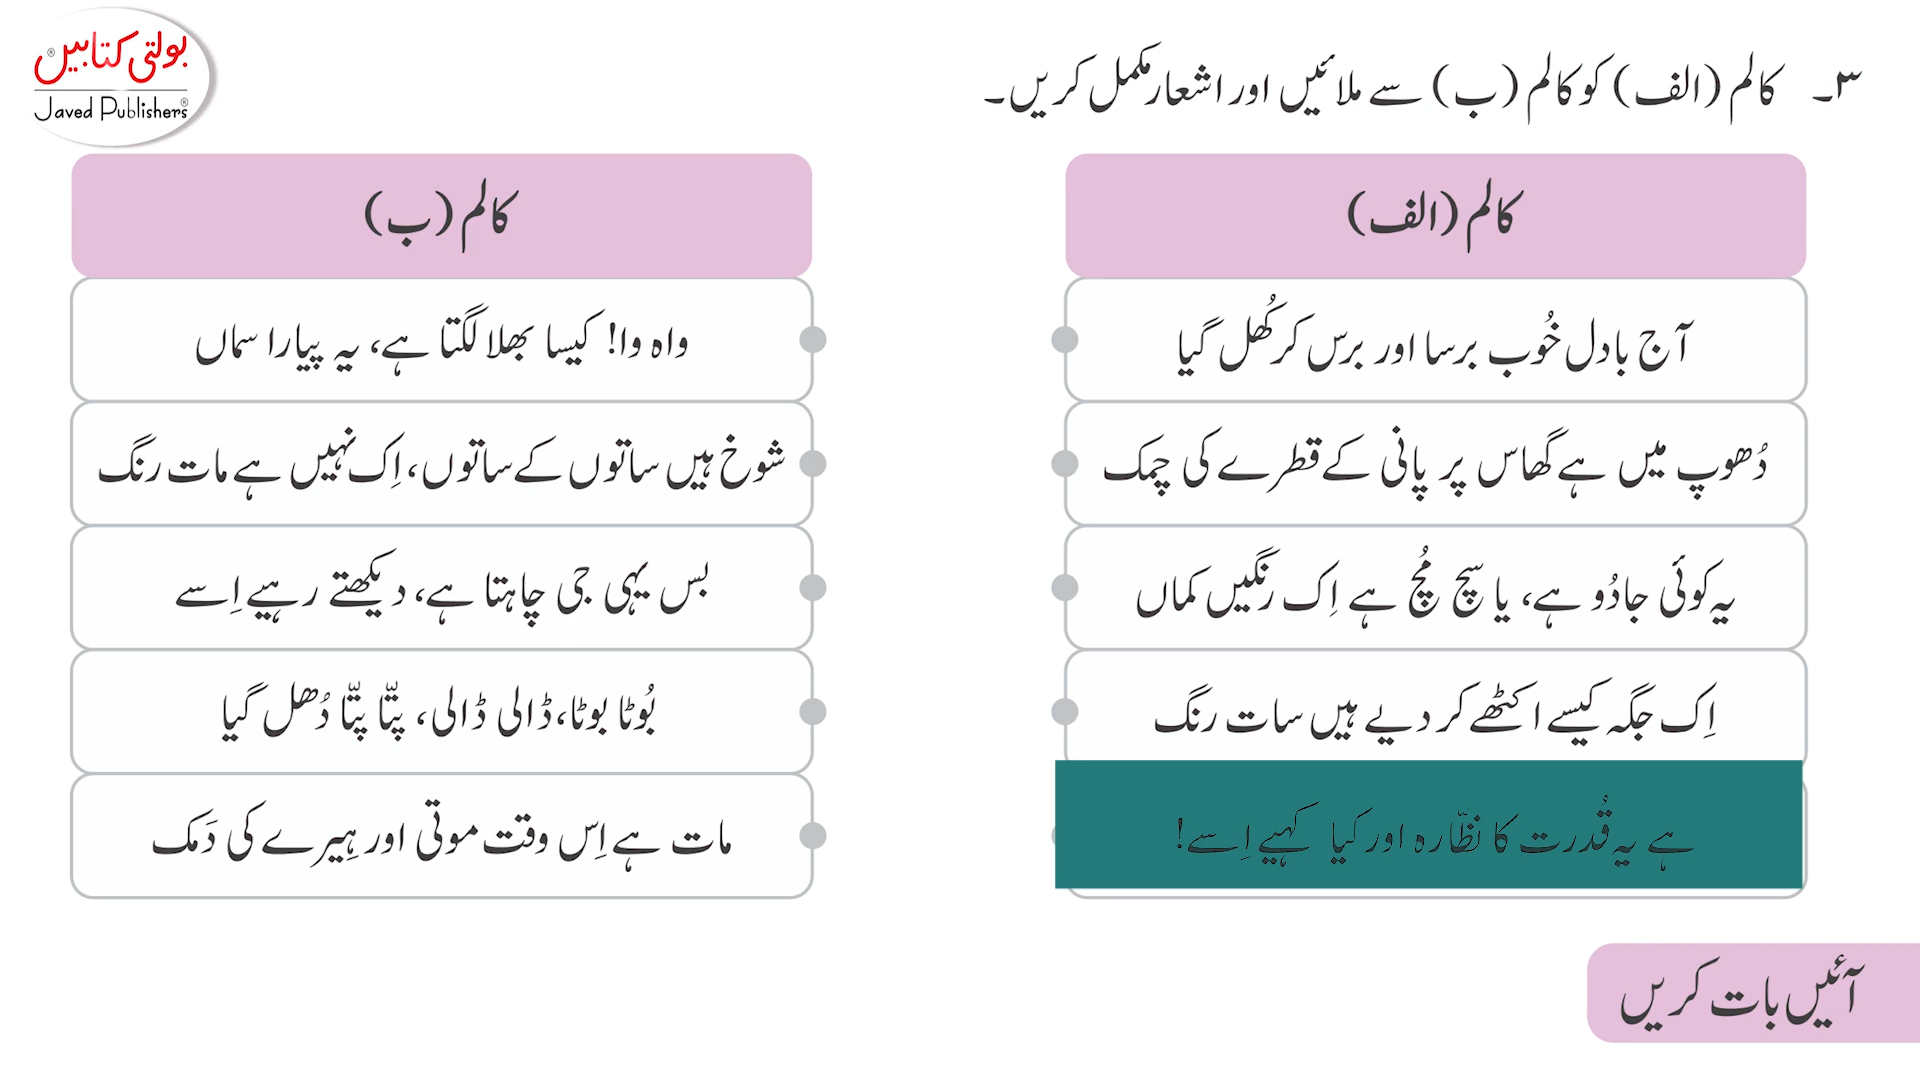 بولتی کتابیں®
Javed Publishers®
۳۔ کالم (الف) کو کالم (ب) سے ملائیں اور اشعار مکمل کریں۔
کالم (الف)
آج بادل خُوب برسا اور برس کر کُھل گیا
دُھوپ میں ہے گھاس پر پانی کے قطرے کی چمک
یہ کوئی جادُو ہے، یا سچ مُچ ہے اِک رنگیں کماں
اِک جگہ کیسے اکٹھے کر دیے ہیں سات رنگ
ہے یہ قُدرت کا نظّارہ اور کیا کہیے اِسے!
کالم (ب)
واہ وا! کیسا بھلا لگتا ہے، یہ پیارا سماں
شوخ ہیں ساتوں کے ساتوں، اِک نہیں ہے مات رنگ
بس یہی جی چاہتا ہے، دیکھتے رہیے اِسے
بُوٹا بوٹا، ڈالی ڈالی، پتّا پتّا دُھل گیا
مات ہے اِس وقت موتی اور ہِیرے کی دَمک
آئیں بات کریں